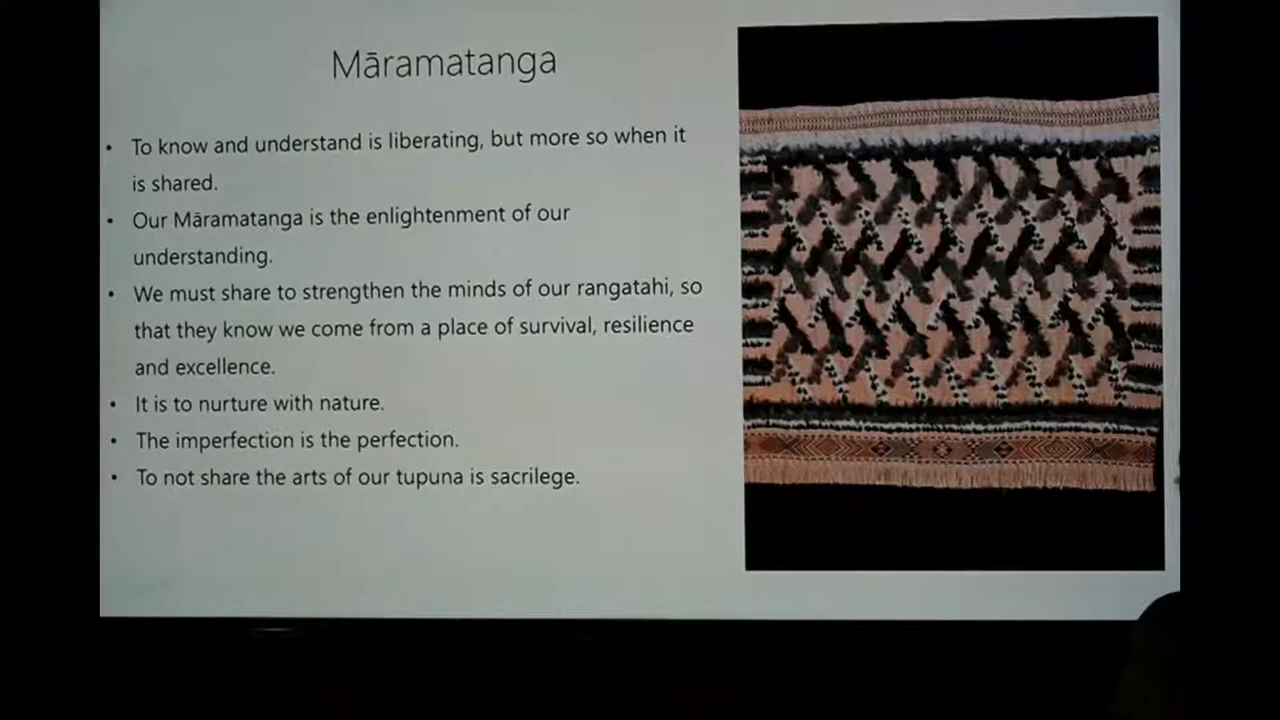 Māramatanga
• To know and understand is liberating, but more so when it
is shared.
• Our Māramatanga is the enlightenment of our
understanding.
• We must share to strengthen the minds of our rangatahi, so
that they know we come from a place of survival, resilience
and excellence.
• It is to nurture with nature.
• The imperfection is the perfection.
• To not share the arts of our tupuna is sacrilege.